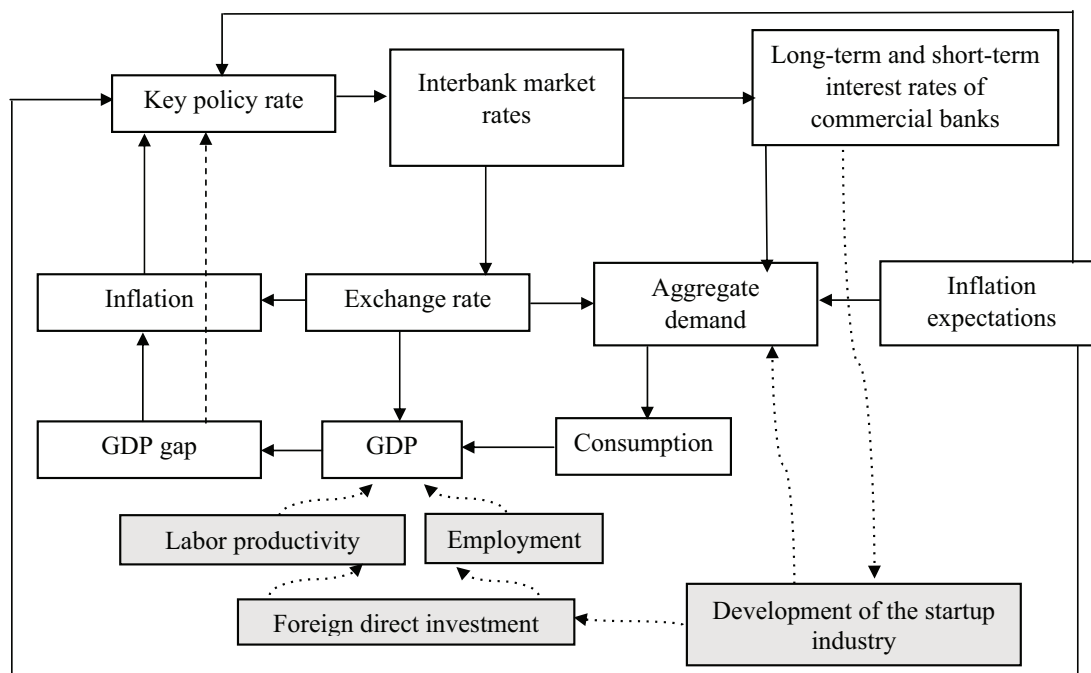 Key policy rate
Interbank market
rates
Long-term and short-term
interest rates of
commercial banks
Inflation
Exchange rate
Aggregate
demand
Inflation
expectations
GDP gap
GDP
Consumption
Labor productivity
Employment
Foreign direct investment
Development of the startup
industry